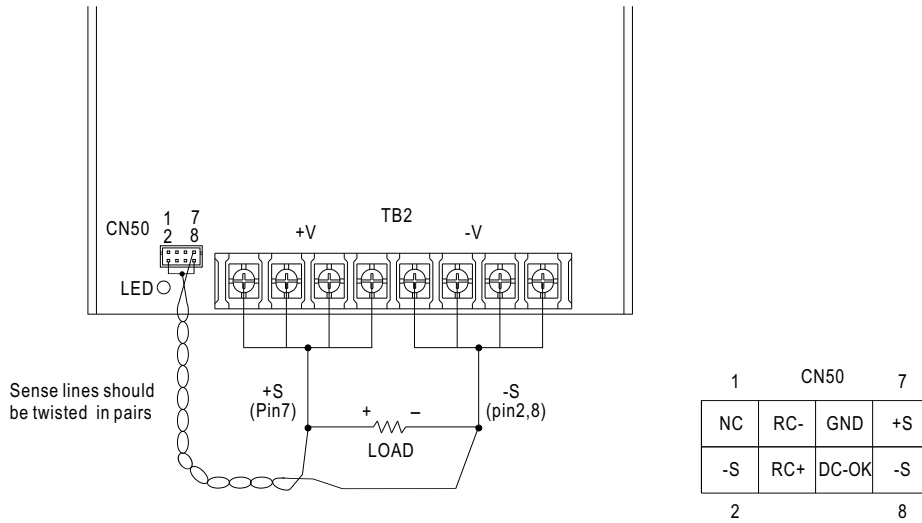 TB2
+V -V
CN50
1 7
2 8
LED
Sense lines should
be twisted in pairs
+S
(Pin7)
-S
(pin2,8)
+ –
LOAD
1 CN50 7
NC RC- GND +S
-S RC+ DC-OK -S
2 8